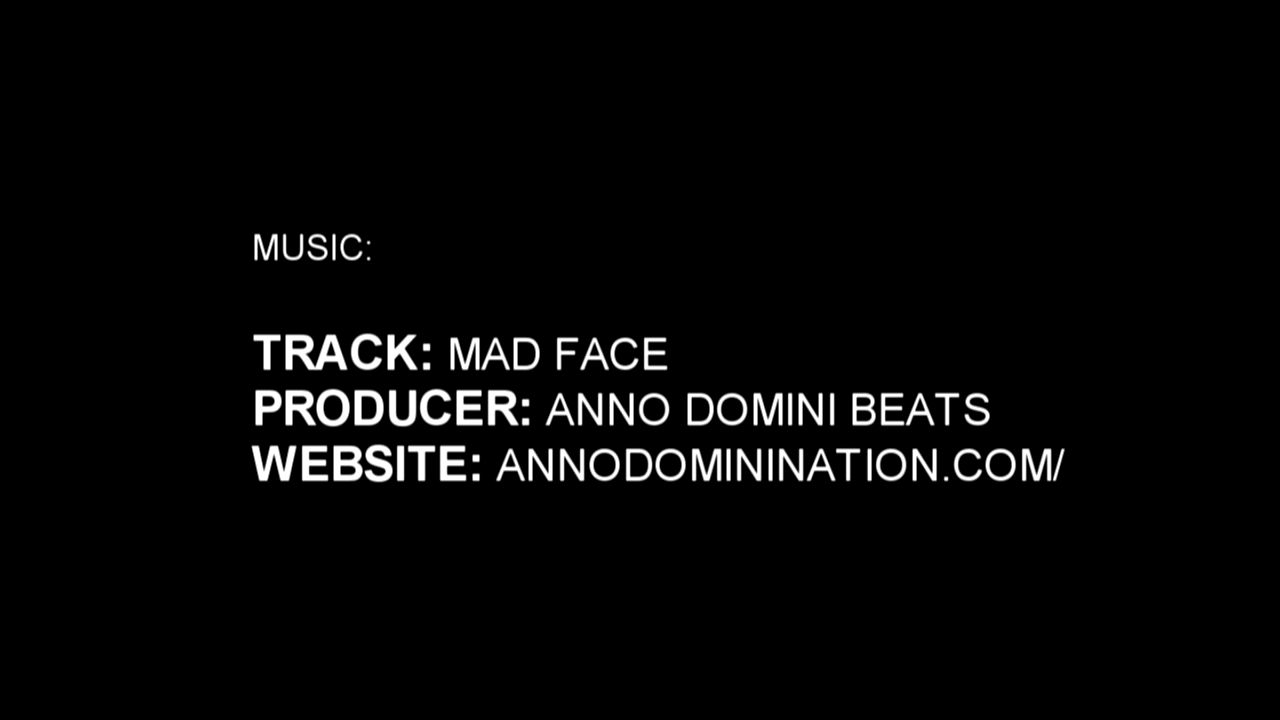 MUSIC:
TRACK: MAD FACE
PRODUCER: ANNO DOMINI BEATS
WEBSITE: ANNODOMININATION.COM/